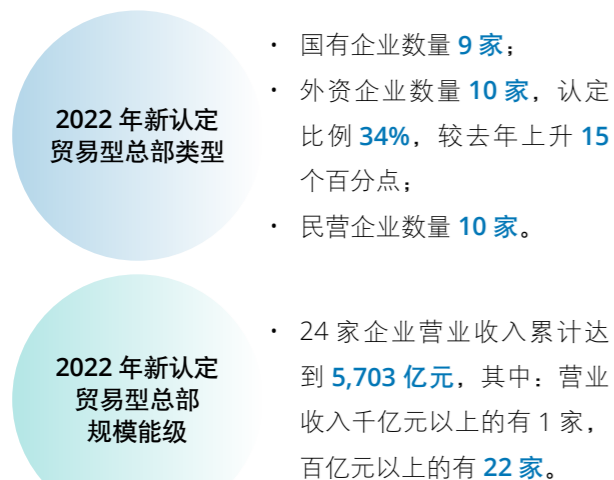 2022 年新认定
贸易型总部类型
• 国有企业数量 9 家；
• 外资企业数量 10 家，认定
比例 34%，较去年上升 15
个百分点；
• 民营企业数量 10 家。
2022 年新认定
贸易型总部
规模能级
• 24 家企业营业收入累计达
到 5,703 亿元，其中：营业
收入千亿元以上的有 1 家，
百亿元以上的有 22 家。